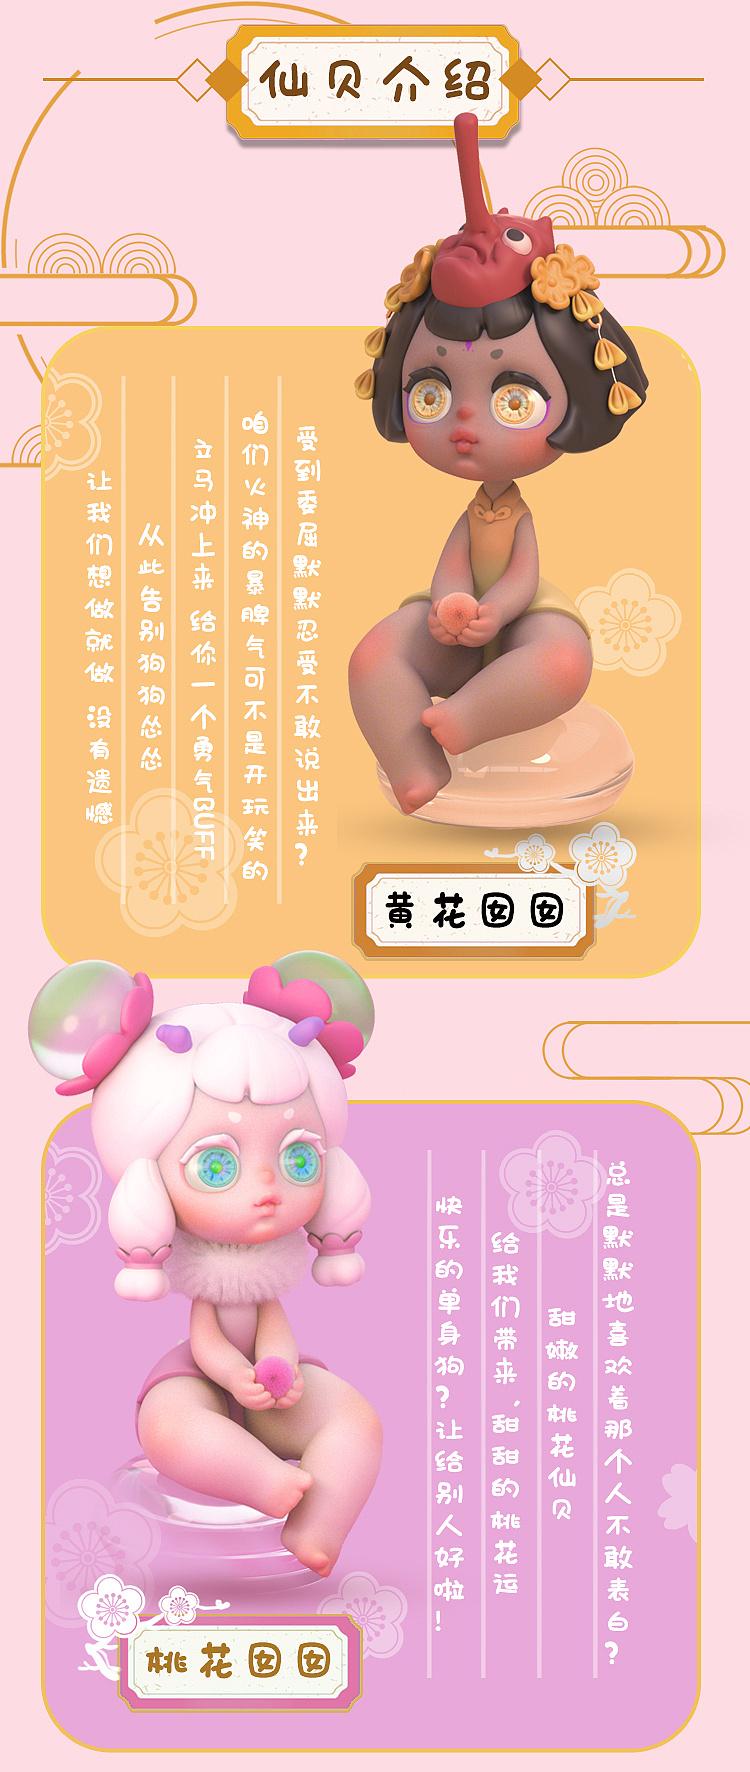 仙贝介绍
受到委屈默默忍受不敢说出来？
咱们火神的暴脾气可不是开玩笑的
立马冲上来 给你一个勇气BUFF
从此告别狗狗怂怂
让我们想做就做 没有遗憾
黄花囡囡
总是默默地喜欢着那个人不敢表白？
甜嫩的桃花仙贝
给我们带来，甜甜的桃花运
快乐的单身狗？让给别人好啦！
桃花囡囡